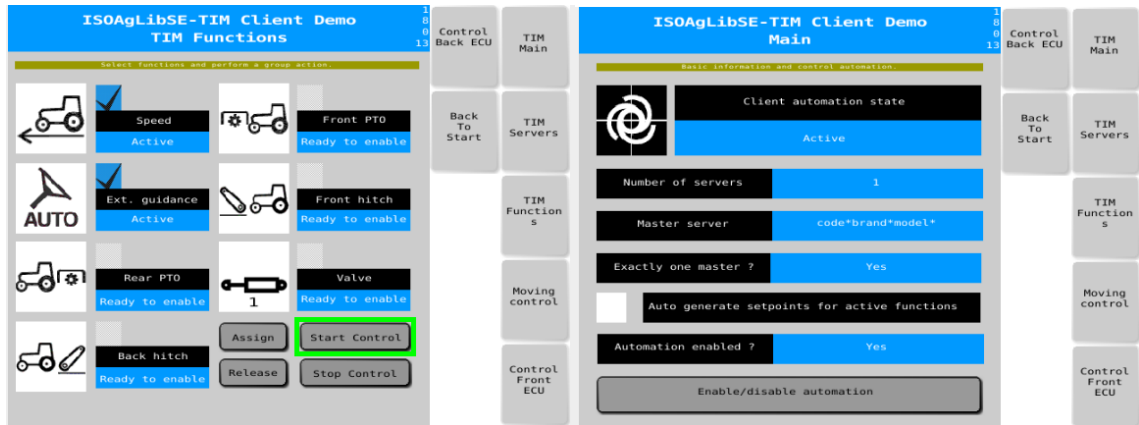 ISOAgLibSE-TIM Client Demo
TIM Functions
1
8
0
13
Select functions and perform a group action.
Speed
Active
Front PTO
Ready to enable
AUTO
Ext. guidance
Active
Front hitch
Ready to enable
Rear PTO
Ready to enable
1
Valve
Ready to enable
Back hitch
Ready to enable
Assign
Start Control
Release
Stop Control
Control
Back ECU
TIM
Main
Back
To
Start
TIM
Servers
TIM
Function
s
Moving
control
Control
Front
ECU
ISOAgLibSE-TIM Client Demo
Main
1
8
0
13
Basic information and control automation.
Client automation state
Active
Number of servers
1
Master server
code*brand*model*
Exactly one master ?
Yes
Auto generate setpoints for active functions
Automation enabled ?
Yes
Enable/disable automation
Control
Back ECU
TIM
Main
Back
To
Start
TIM
Servers
TIM
Function
s
Moving
control
Control
Front
ECU